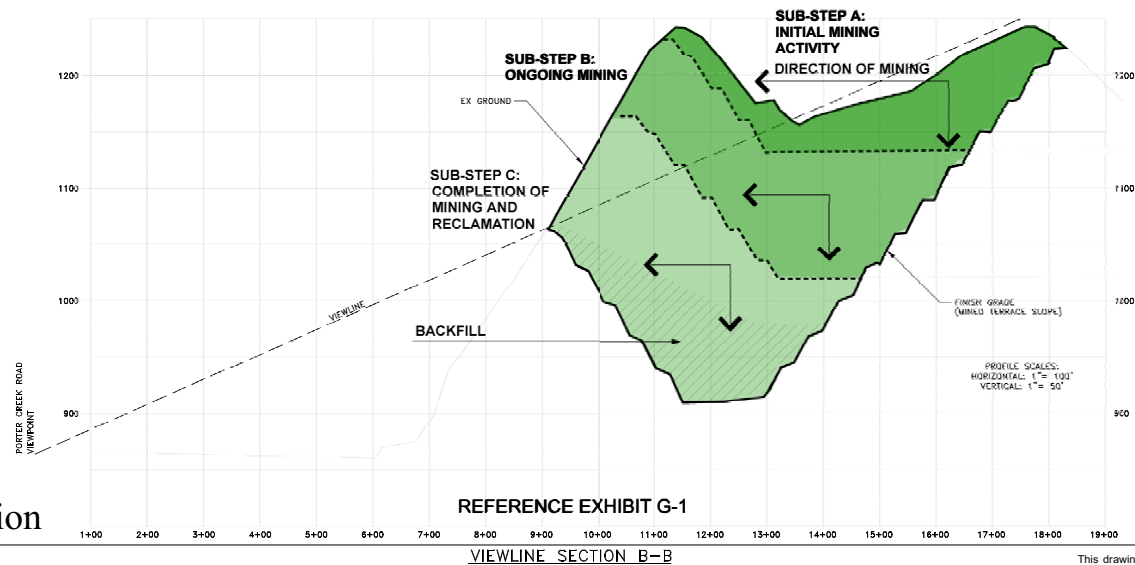 SUB-STEP A:
INITIAL MINING
ACTIVITY
DIRECTION OF MINING
SUB-STEP B:
ONGOING MINING
EX GROUND
SUB-STEP C:
COMPLETION OF
MINING AND
RECLAMATION
VIEWLINE
BACKFILL
FINISH GRADE
(MINED TERRACE SLOPE)
PROFILE SCALES:
HORIZONTAL: 1"= 100'
VERTICAL: 1"= 50'
PORTER CREEK ROAD
VIEWPOINT
1200
1100
1000
900
REFERENCE EXHIBIT G-1
ion
1+00 2+00 3+00 4+00 5+00 6+00 7+00 8+00 9+00 10+00 11+00 12+00 13+00 14+00 15+00 16+00 17+00 18+00 19+00
VIEWLINE SECTION B-B
This drawin